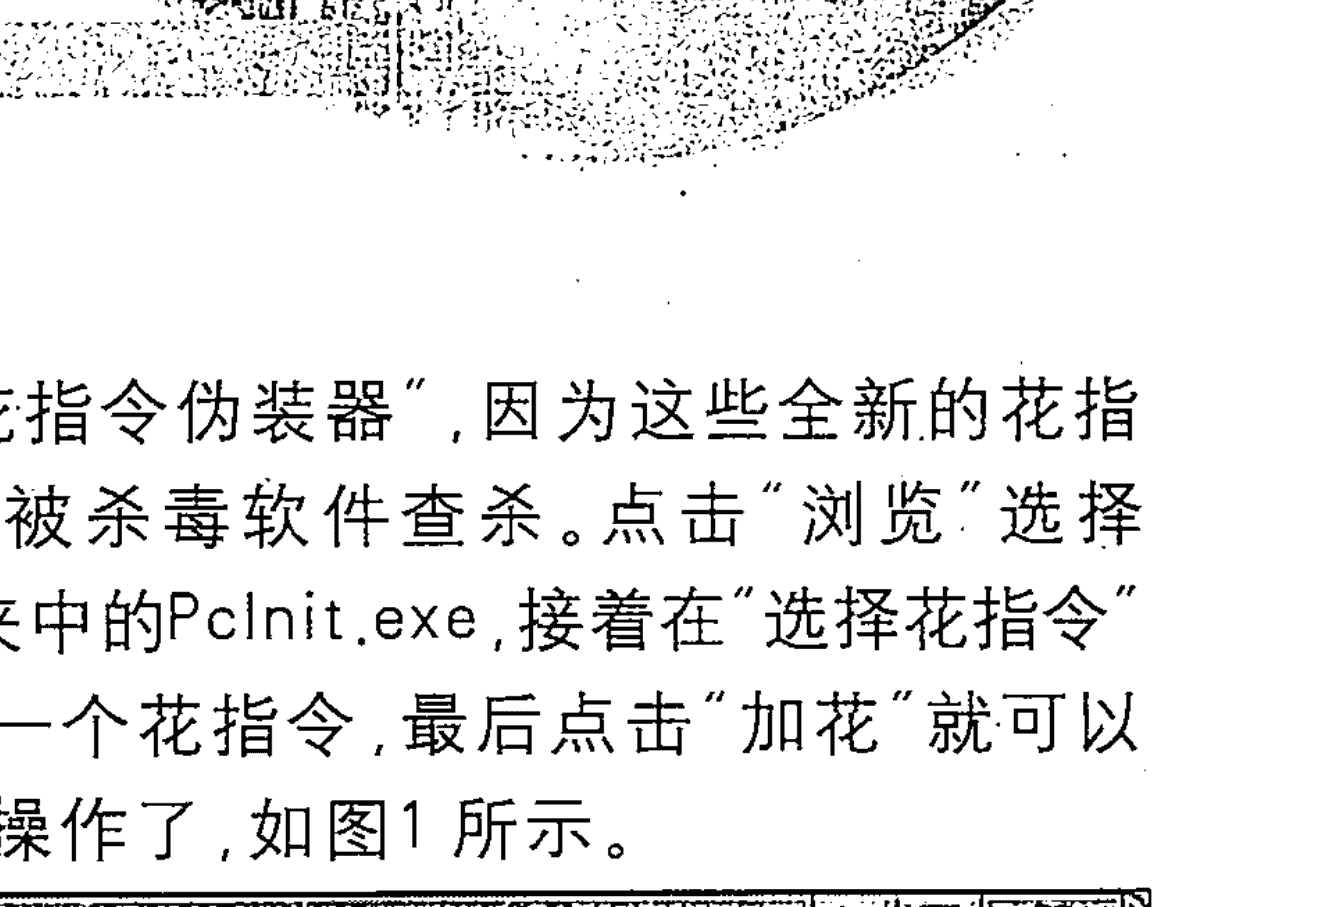 花指令伪装器”,因为这些全新的花指
被杀毒软件查杀。点击“浏览”选择
夹中的PcInit.exe,接着在“选择花指令”
一个花指令,最后点击“加花”就可以
操作了,如图1 所示。